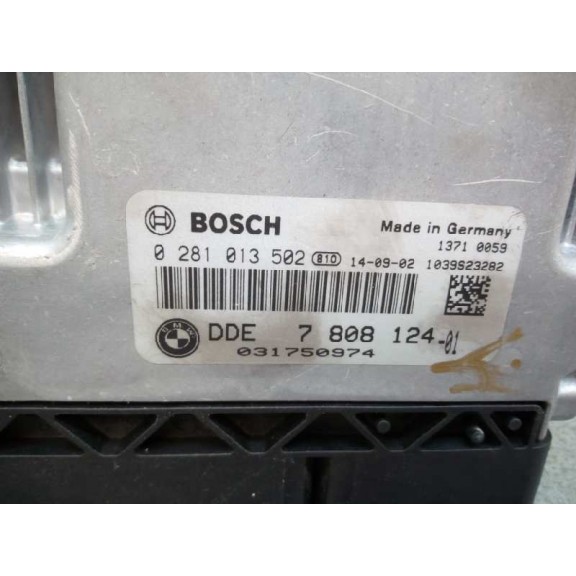 BOSCH
Made in Germany
1371 0059
0 281 013 502 810 14-09-02 1039S23282
BMW DDE 7 808 124-01
031750974